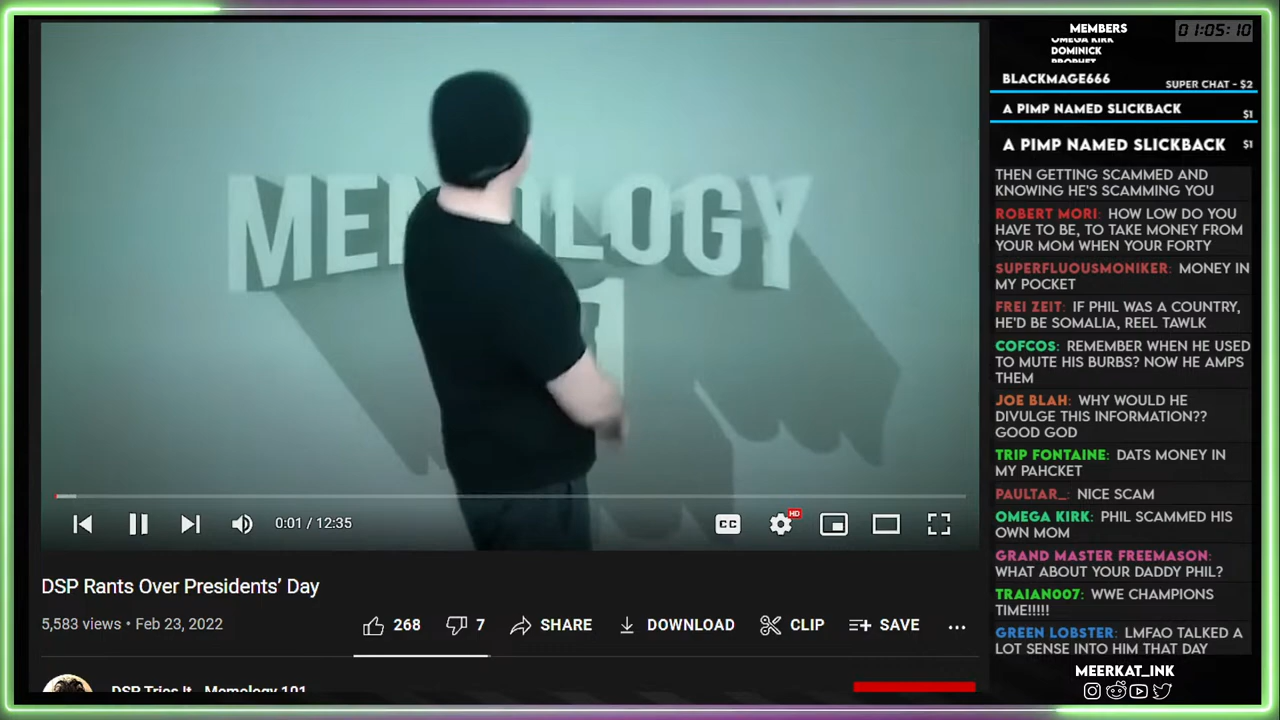 MEMOLOGY
1
0:01 / 12:35
CC
HD
DSP Rants Over Presidents' Day
5,583 views • Feb 23, 2022
268
7
SHARE
DOWNLOAD
CLIP
SAVE
DSP Tries It - Memology 101
MEMBERS
01:05:10
OMEGA KIRK
DOMINICK
PROPHET
BLACKMAGE666
SUPER CHAT - $2
A PIMP NAMED SLICKBACK
$1
A PIMP NAMED SLICKBACK $1
THEN GETTING SCAMMED AND
KNOWING HE'S SCAMMING YOU
ROBERT MORI: HOW LOW DO YOU
HAVE TO BE, TO TAKE MONEY FROM
YOUR MOM WHEN YOUR FORTY
SUPERFLUOUSMONIKER: MONEY IN
MY POCKET
FREI ZEIT: IF PHIL WAS A COUNTRY,
HE'D BE SOMALIA, REEL TAWLK
COFCOS: REMEMBER WHEN HE USED
TO MUTE HIS BURBS? NOW HE AMPS
THEM
JOE BLAH: WHY WOULD HE
DIVULGE THIS INFORMATION??
GOOD GOD
TRIP FONTAINE: DATS MONEY IN
MY PAHCKET
PAULTAR_: NICE SCAM
OMEGA KIRK: PHIL SCAMMED HIS
OWN MOM
GRAND MASTER FREEMASON:
WHAT ABOUT YOUR DADDY PHIL?
TRAIAN007: WWE CHAMPIONS
TIME!!!!!
GREEN LOBSTER: LMFAO TALKED A
LOT SENSE INTO HIM THAT DAY
MEERKAT_INK